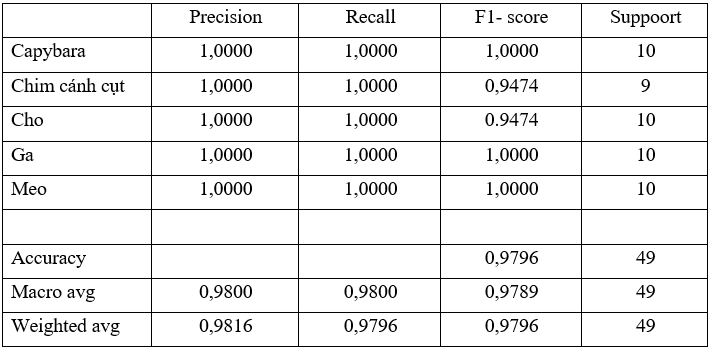 Precision Recall F1- score Suppoort
Capybara 1,0000 1,0000 1,0000 10
Chim cánh cụt 1,0000 1,0000 0,9474 9
Cho 1,0000 1,0000 0.9474 10
Ga 1,0000 1,0000 1,0000 10
Meo 1,0000 1,0000 1,0000 10
Accuracy 0,9796 49
Macro avg 0,9800 0,9800 0,9789 49
Weighted avg 0,9816 0,9796 0,9796 49